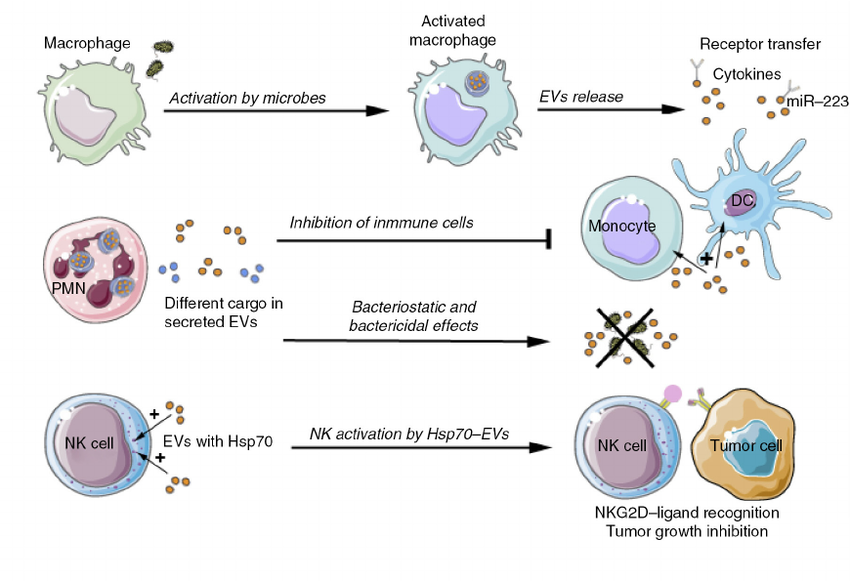 Macrophage
Activated
macrophage
Receptor transfer
Cytokines
miR–223
Activation by microbes
EVs release
DC
Inhibition of inmmune cells
Monocyte
+
PMN
Different cargo in
secreted EVs
Bacteriostatic and
bactericidal effects
+
NK cell
EVs with Hsp70
+
NK activation by Hsp70–EVs
NK cell
Tumor cell
NKG2D–ligand recognition
Tumor growth inhibition